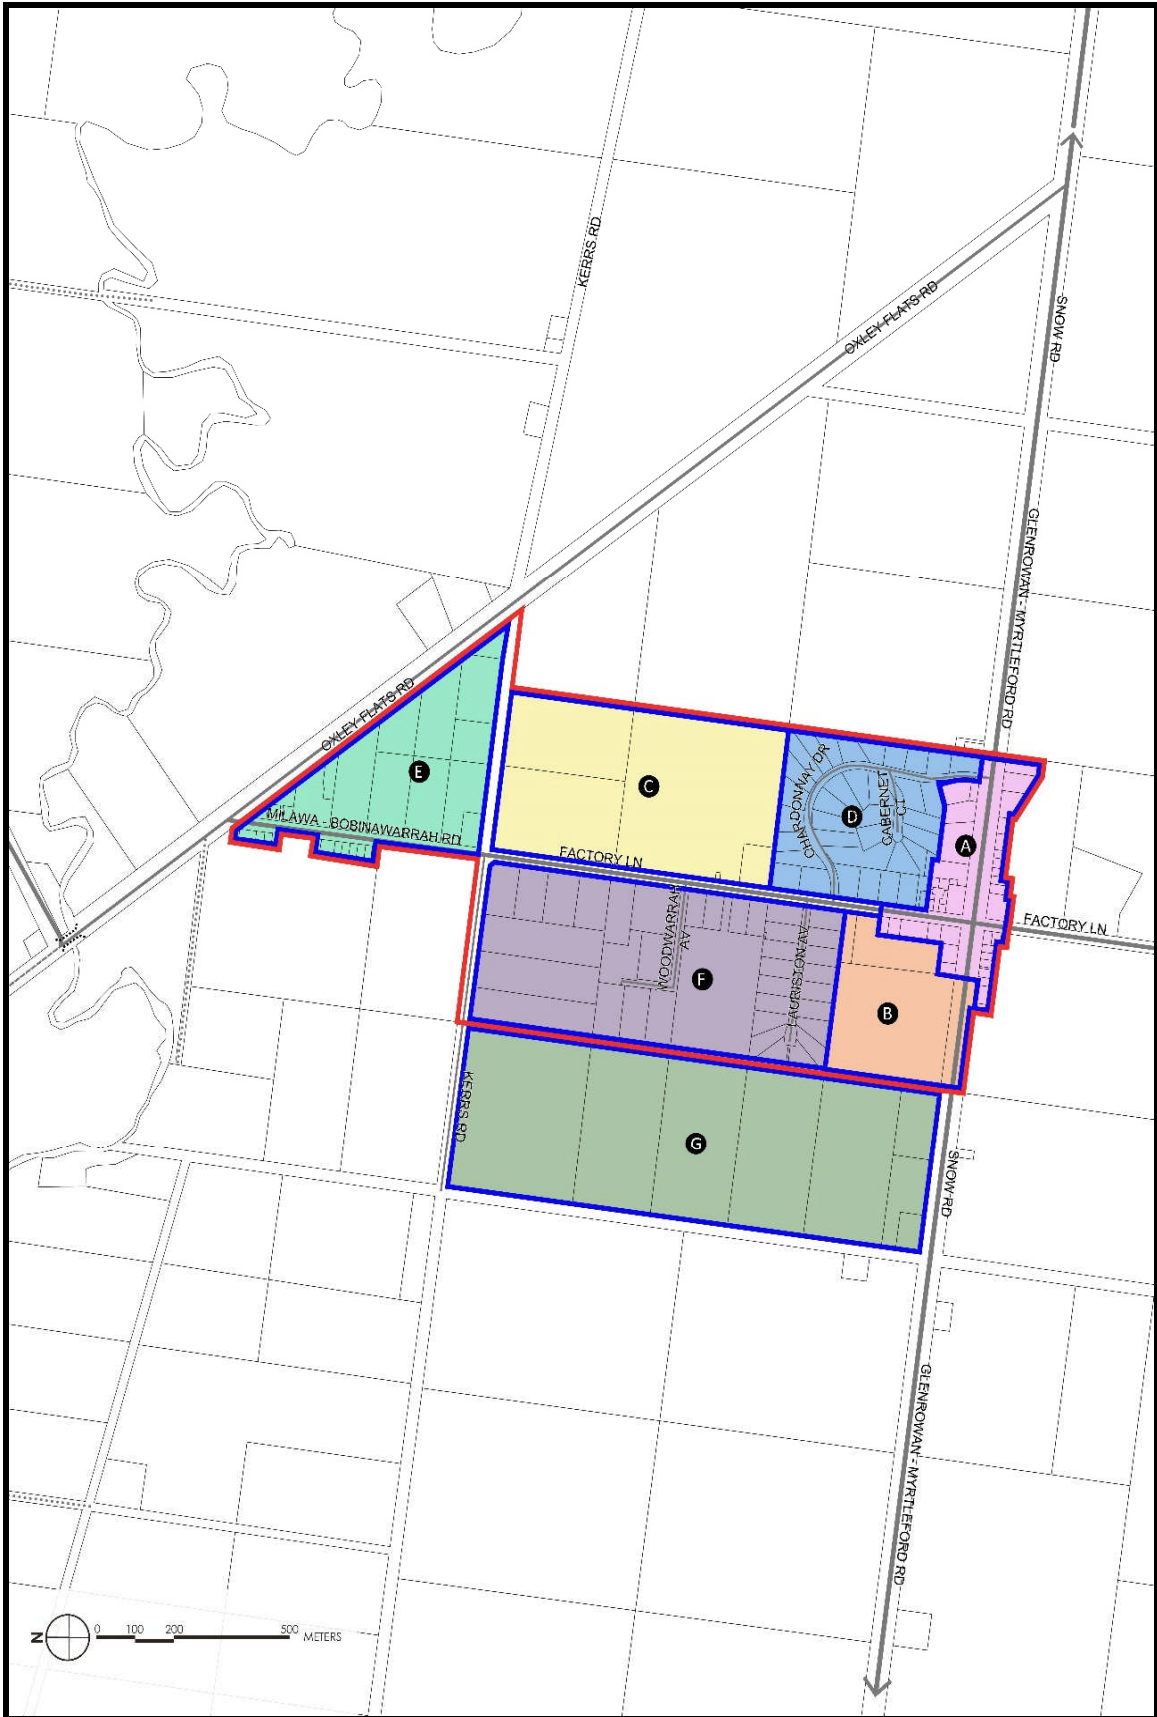 KERRS RD
OXLEY FLATS RD
SNOW RD
GLENROWAN - MYRTLEFORD RD
OXLEY FLATS RD
E
C
CHARDONNAY DR
D
CABERNET
CT
A
MILAWA - BOBINAWARRAH RD
FACTORY LN
FACTORY LN
WOODWARRAH
AV
LAURISTON AV
F
B
KERRS RD
G
SNOW RD
GLENROWAN - MYRTLEFORD RD
N
0 100 200 500 METERS